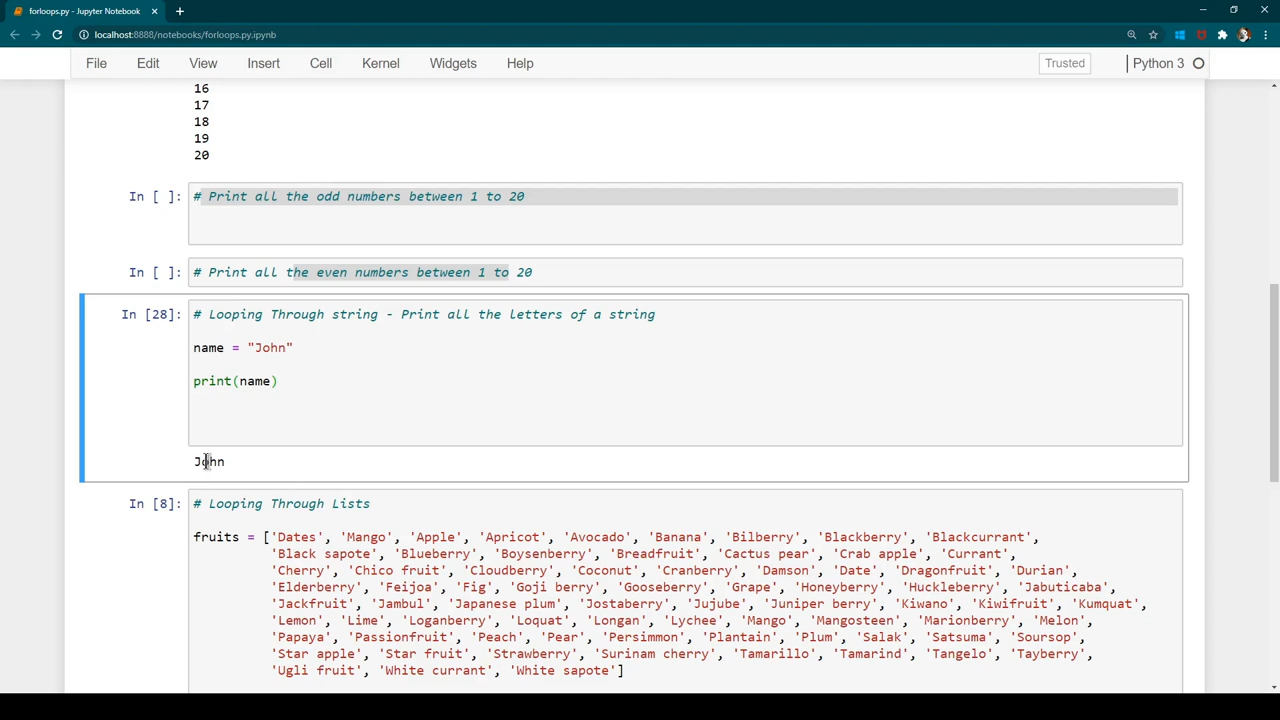 forloops.py - Jupyter Notebook
localhost:8888/notebooks/forloops.py.ipynb
File Edit View Insert Cell Kernel Widgets Help Trusted Python 3
16
17
18
19
20
In [ ]: # Print all the odd numbers between 1 to 20
In [ ]: # Print all the even numbers between 1 to 20
In [28]: # Looping Through string - Print all the letters of a string
name = "John"
print(name)
John
In [8]: # Looping Through Lists
fruits = ['Dates', 'Mango', 'Apple', 'Apricot', 'Avocado', 'Banana', 'Bilberry', 'Blackberry', 'Blackcurrant',
'Black sapote', 'Blueberry', 'Boysenberry', 'Breadfruit', 'Cactus pear', 'Crab apple', 'Currant',
'Cherry', 'Chico fruit', 'Cloudberry', 'Coconut', 'Cranberry', 'Damson', 'Date', 'Dragonfruit', 'Durian',
'Elderberry', 'Feijoa', 'Fig', 'Goji berry', 'Gooseberry', 'Grape', 'Honeyberry', 'Huckleberry', 'Jabuticaba',
'Jackfruit', 'Jambul', 'Japanese plum', 'Jostaberry', 'Jujube', 'Juniper berry', 'Kiwano', 'Kiwifruit', 'Kumquat',
'Lemon', 'Lime', 'Loganberry', 'Loquat', 'Longan', 'Lychee', 'Mango', 'Mangosteen', 'Marionberry', 'Melon',
'Papaya', 'Passionfruit', 'Peach', 'Pear', 'Persimmon', 'Plantain', 'Plum', 'Salak', 'Satsuma', 'Soursop',
'Star apple', 'Star fruit', 'Strawberry', 'Surinam cherry', 'Tamarillo', 'Tamarind', 'Tangelo', 'Tayberry',
'Ugli fruit', 'White currant', 'White sapote']